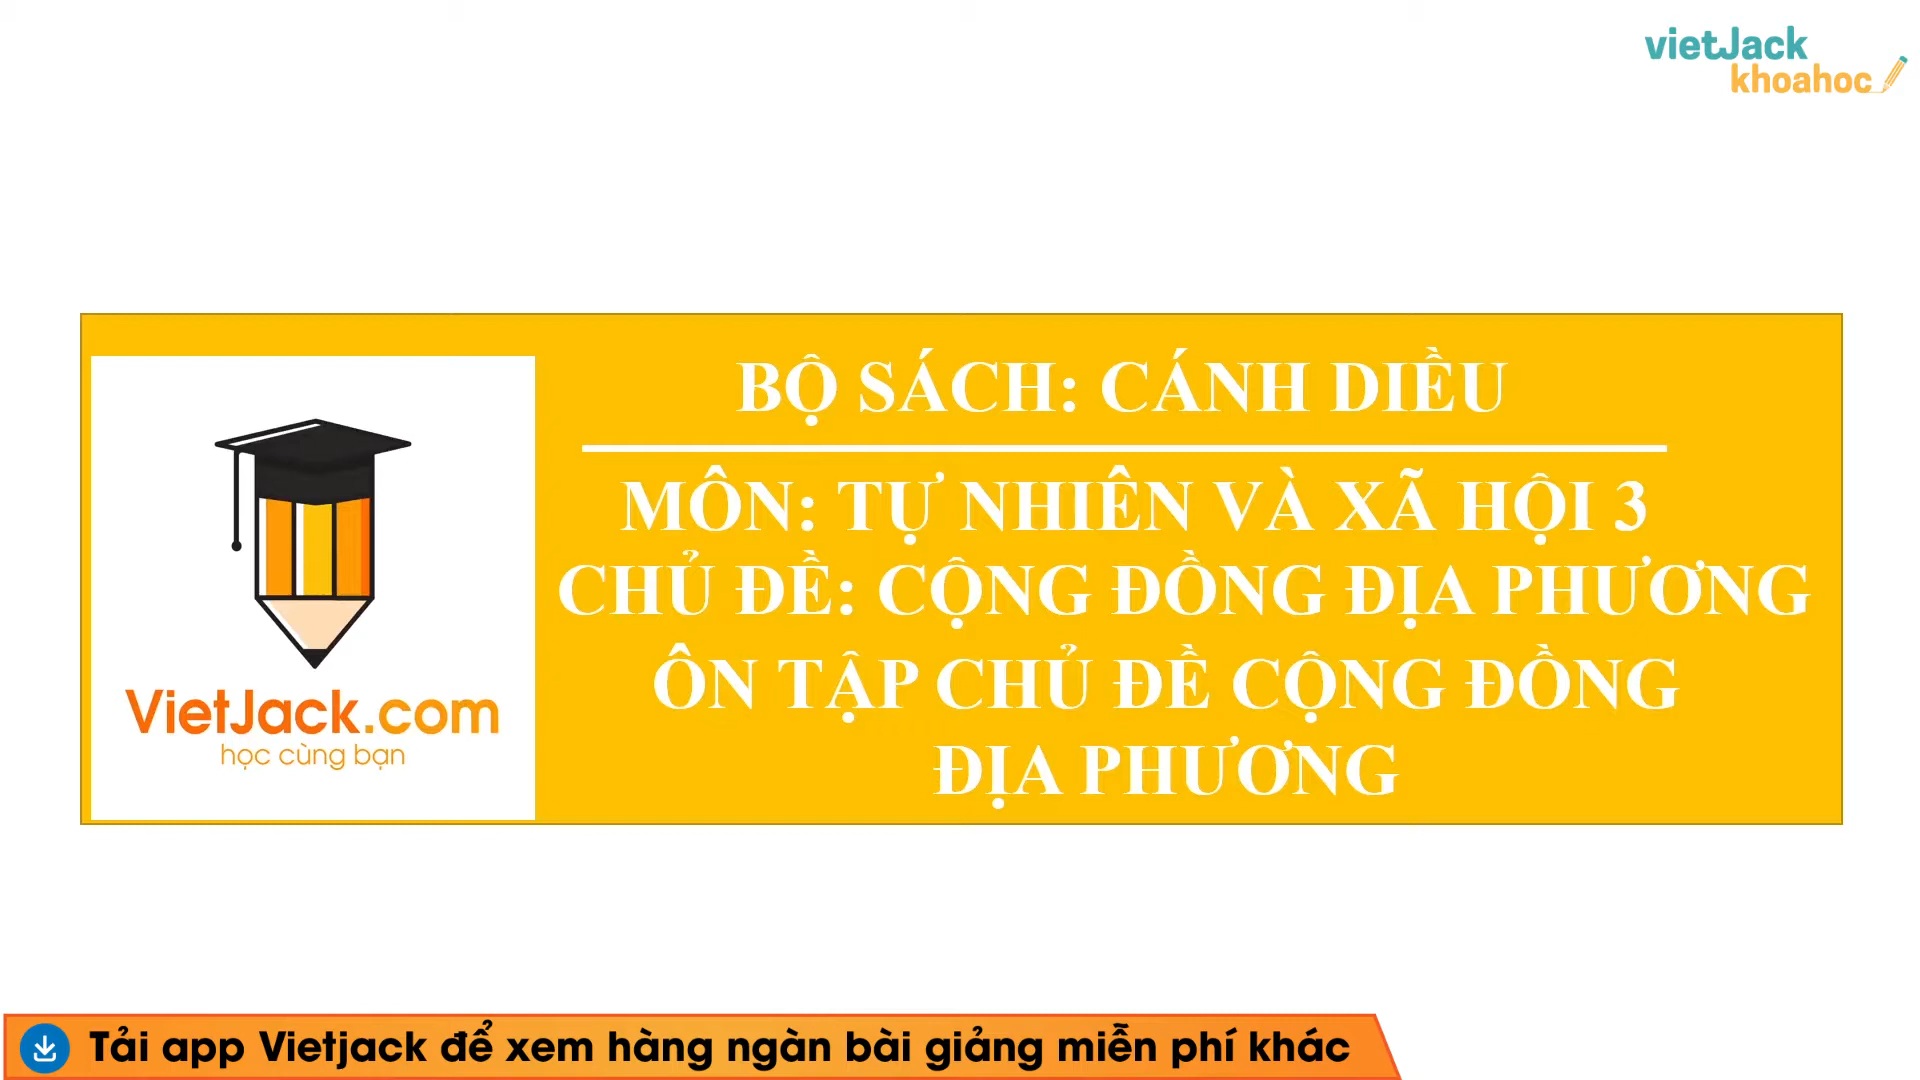 vietJack
khoahoc
BỘ SÁCH: CÁNH DIỀU
MÔN: TỰ NHIÊN VÀ XÃ HỘI 3
CHỦ ĐỀ: CỘNG ĐỒNG ĐỊA PHƯƠNG
ÔN TẬP CHỦ ĐỀ CỘNG ĐỒNG
ĐỊA PHƯƠNG
VietJack.com
học cùng bạn
Tải app Vietjack để xem hàng ngàn bài giảng miễn phí khác